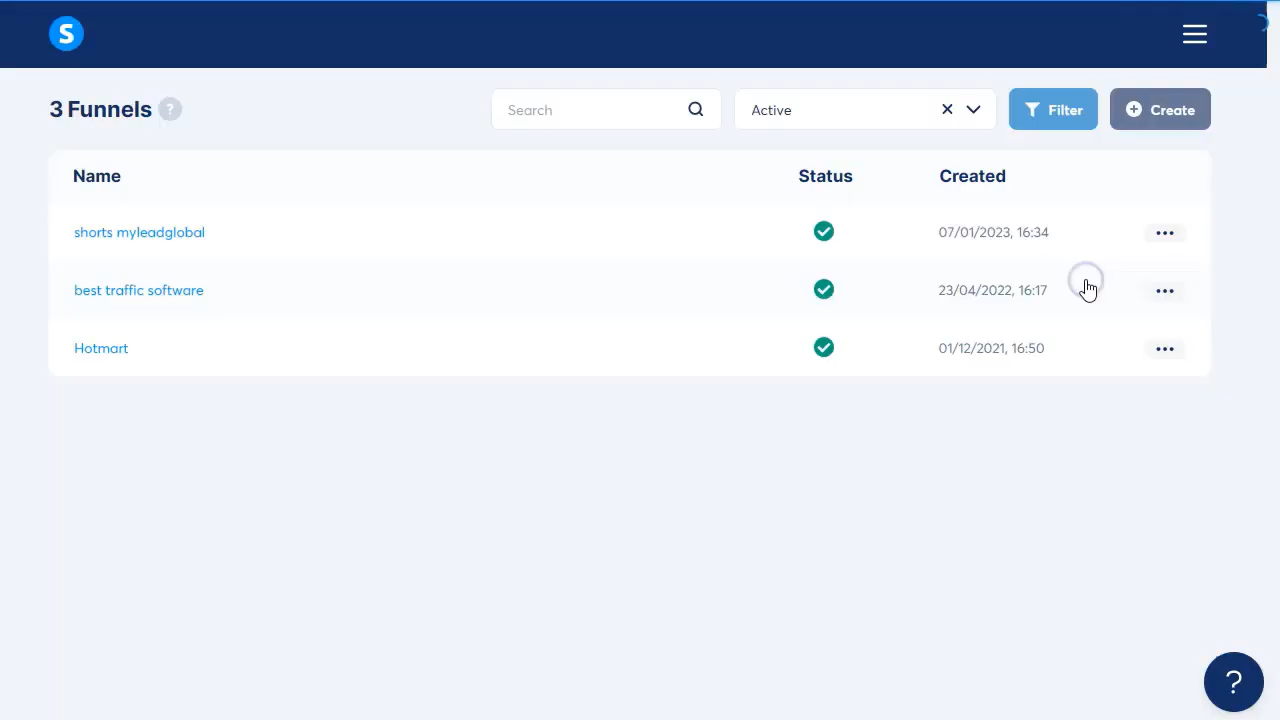 S
3 Funnels ?
Search
Active
Filter
Create
Name Status Created
shorts myleadglobal 07/01/2023, 16:34
best traffic software 23/04/2022, 16:17
Hotmart 01/12/2021, 16:50
?